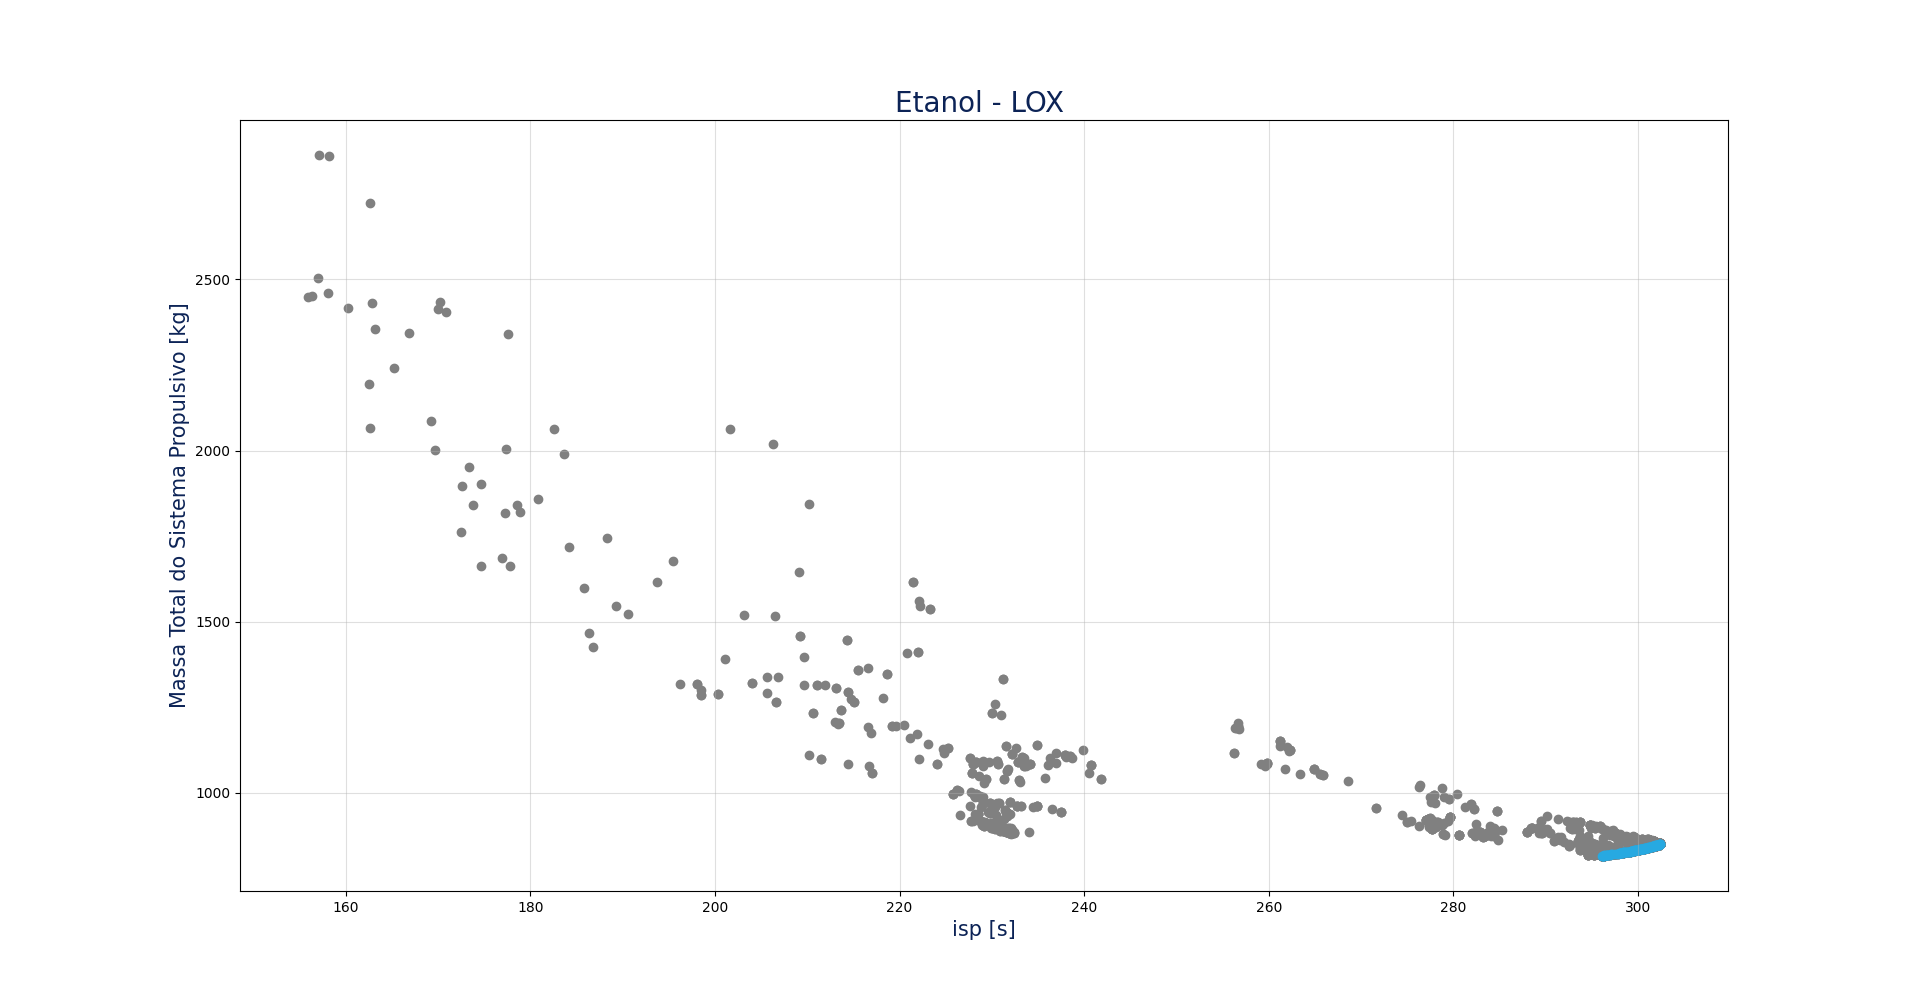 Etanol - LOX
Massa Total do Sistema Propulsivo [kg]
2500
2000
1500
1000
160 180 200 220 240 260 280 300
isp [s]